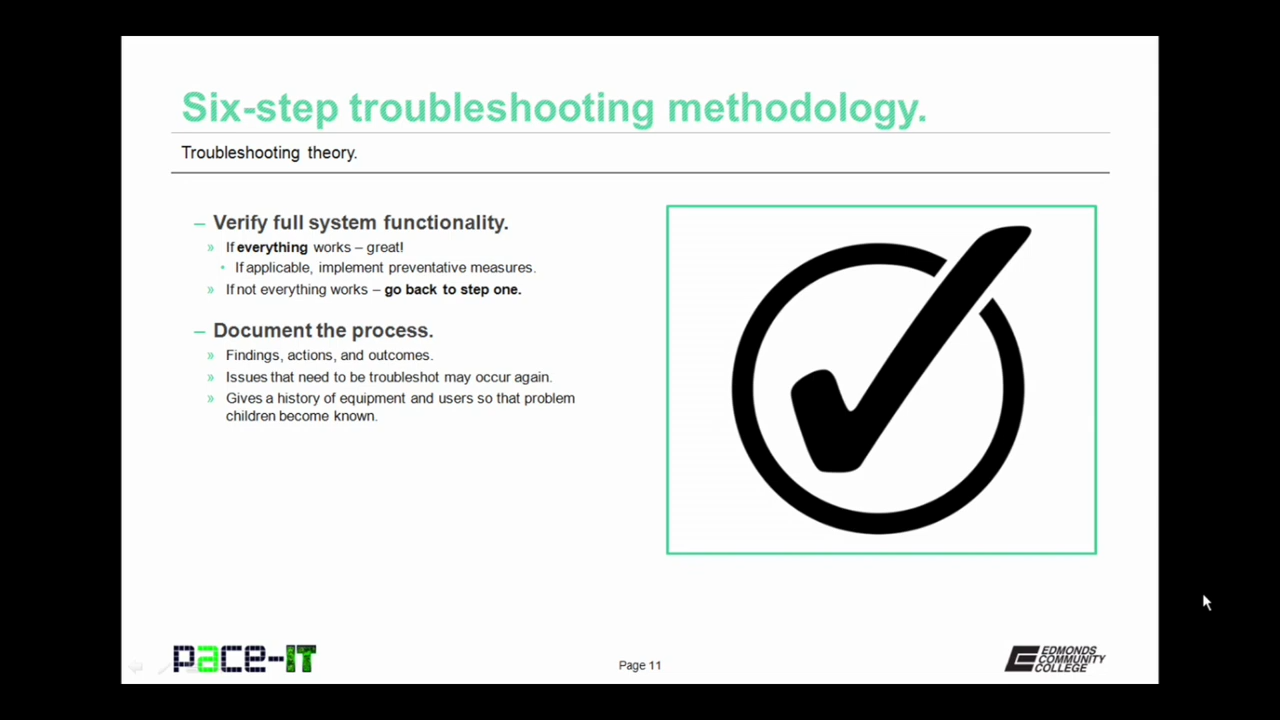 Six-step troubleshooting methodology.
Troubleshooting theory.
– Verify full system functionality.
» If everything works – great!
• If applicable, implement preventative measures.
» If not everything works – go back to step one.
– Document the process.
» Findings, actions, and outcomes.
» Issues that need to be troubleshot may occur again.
» Gives a history of equipment and users so that problem
children become known.
pace-IT
Page 11
EDMONDS
COMMUNITY
COLLEGE